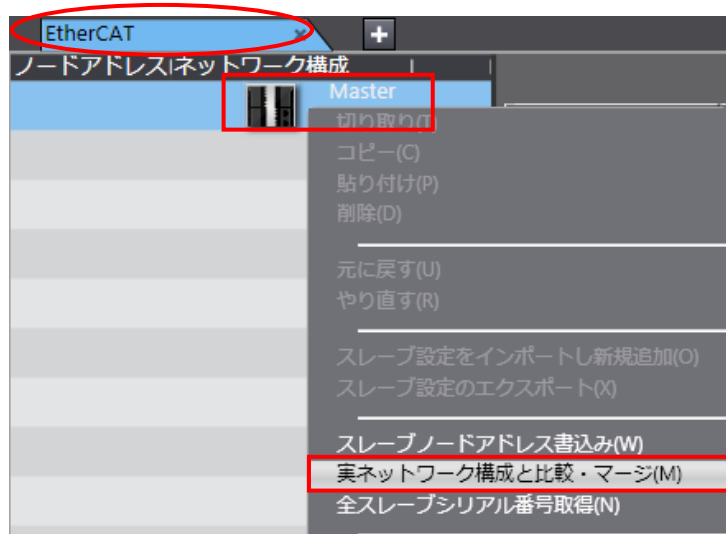 EtherCAT × +
ノードアドレス|ネットワーク構成
Master
切り取り(T)
コピー(C)
貼り付け(P)
削除(D)
元に戻す(U)
やり直す(R)
スレーブ設定をインポートし新規追加(O)
スレーブ設定のエクスポート(X)
スレーブノードアドレス書込み(W)
実ネットワーク構成と比較・マージ(M)
全スレーブシリアル番号取得(N)